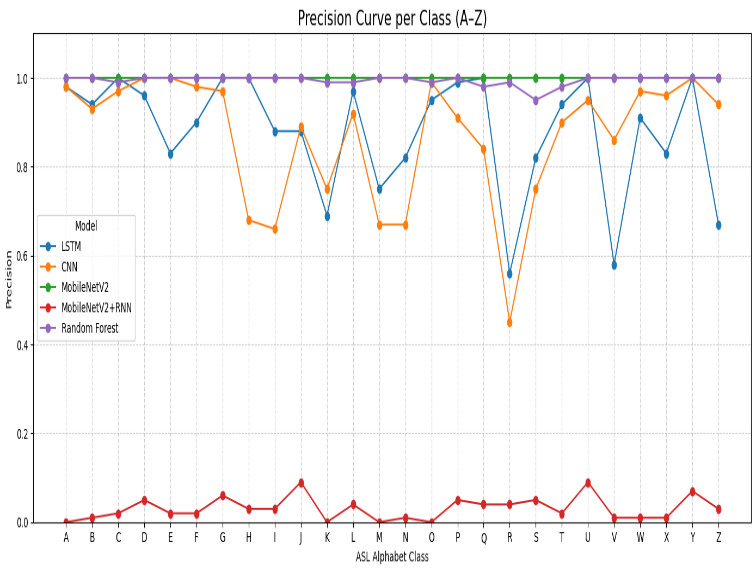 Precision Curve per Class (A–Z)
1.0
0.8
0.6
0.4
0.2
0.0
Precision
Model
LSTM
CNN
MobileNetV2
MobileNetV2+RNN
Random Forest
A B C D E F G H I J K L M N O P Q R S T U V W X Y Z
ASL Alphabet Class